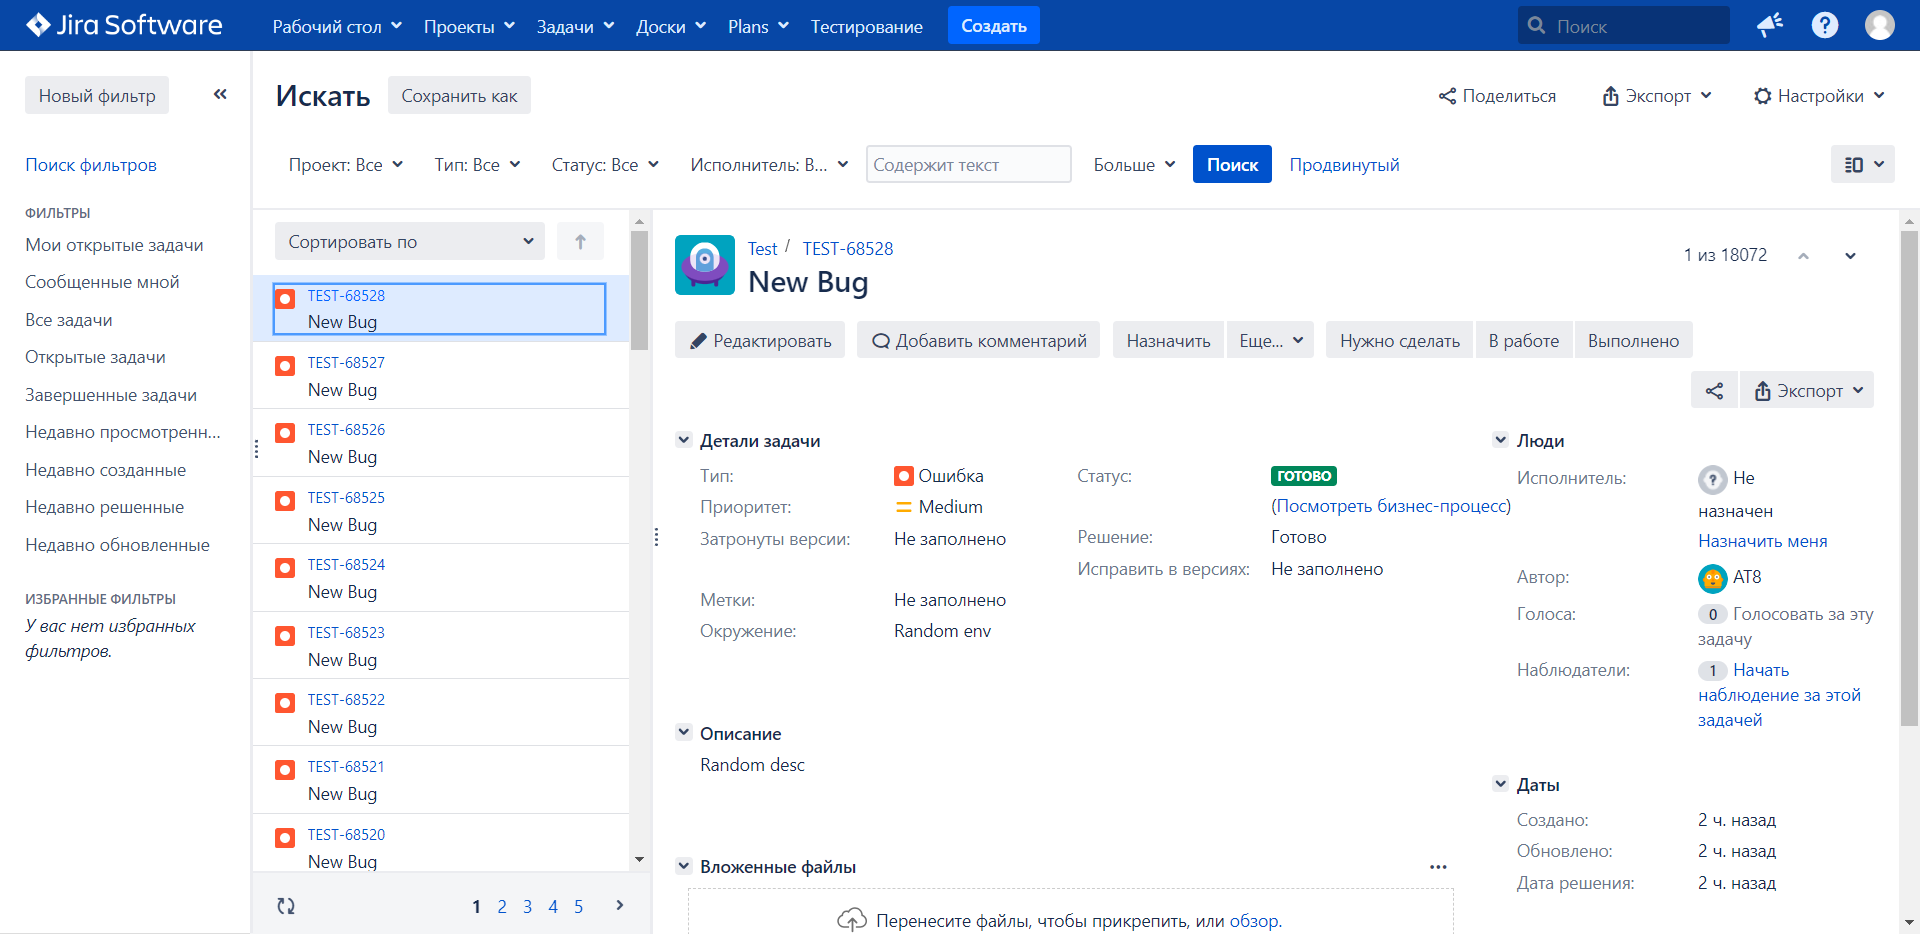 Jira Software
Рабочий стол
Проекты
Задачи
Доски
Plans
Тестирование
Создать
Поиск
?
Новый фильтр
«
Поиск фильтров
ФИЛЬТРЫ
Мои открытые задачи
Сообщенные мной
Все задачи
Открытые задачи
Завершенные задачи
Недавно просмотренн...
Недавно созданные
Недавно решенные
Недавно обновленные
ИЗБРАННЫЕ ФИЛЬТРЫ
У вас нет избранных
фильтров.
Искать
Сохранить как
Поделиться
Экспорт
Настройки
Проект: Все
Тип: Все
Статус: Все
Исполнитель: В...
Содержит текст
Больше
Поиск
Продвинутый
Сортировать по
TEST-68528
New Bug
TEST-68527
New Bug
TEST-68526
New Bug
TEST-68525
New Bug
TEST-68524
New Bug
TEST-68523
New Bug
TEST-68522
New Bug
TEST-68521
New Bug
TEST-68520
New Bug
1 2 3 4 5
Test / TEST-68528
New Bug
1 из 18072
Редактировать
Добавить комментарий
Назначить
Еще...
Нужно сделать
В работе
Выполнено
Экспорт
Детали задачи
Тип: Ошибка
Приоритет: Medium
Затронуты версии: Не заполнено
Метки: Не заполнено
Окружение: Random env
Статус: ГОТОВО
(Посмотреть бизнес-процесс)
Решение: Готово
Исправить в версиях: Не заполнено
Описание
Random desc
Вложенные файлы
...
Перенесите файлы, чтобы прикрепить, или обзор.
Люди
Исполнитель: ? Не
назначен
Назначить меня
Автор: AT8
Голоса: 0 Голосовать за эту
задачу
Наблюдатели: 1 Начать
наблюдение за этой
задачей
Даты
Создано: 2 ч. назад
Обновлено: 2 ч. назад
Дата решения: 2 ч. назад